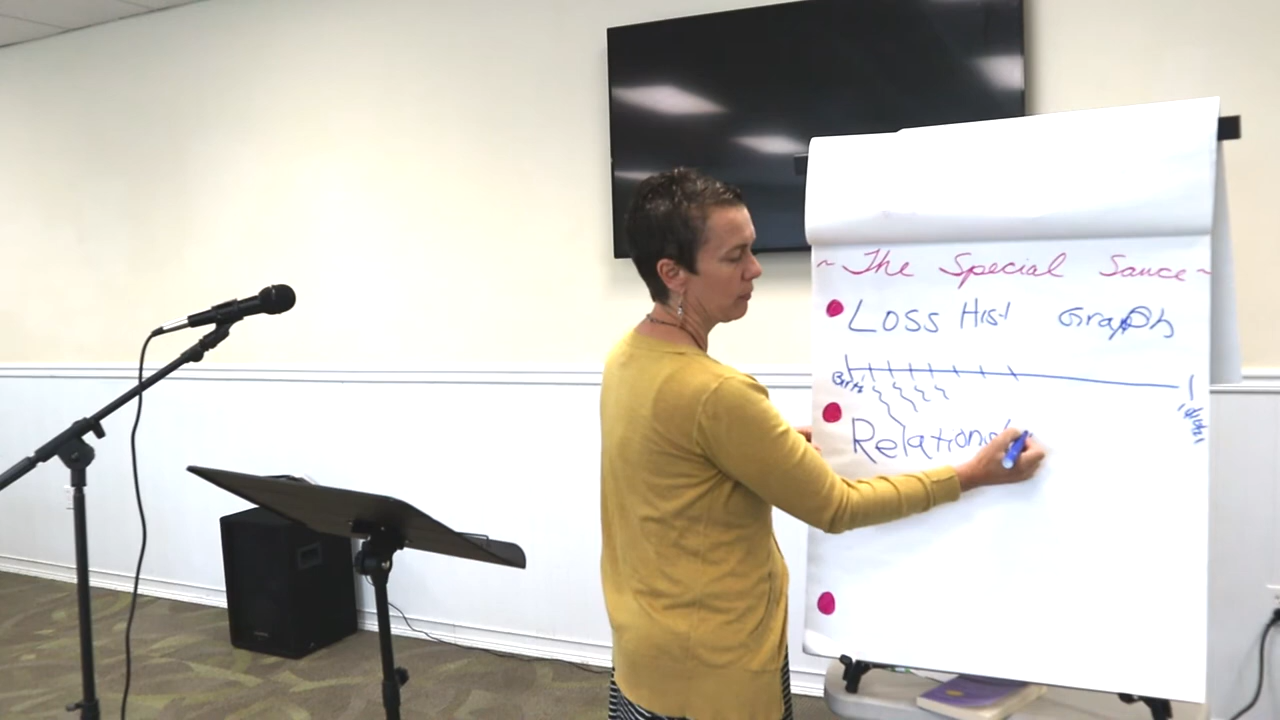 ~ The Special Sauce ~
Loss Hist Graph
Birth
Relations